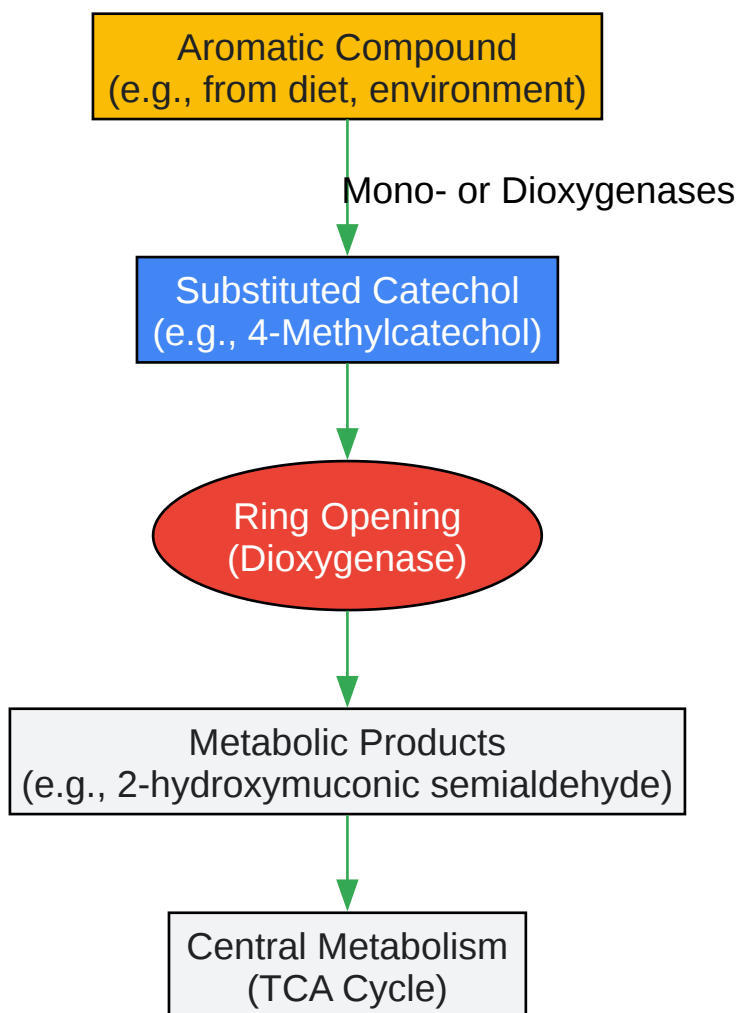 Aromatic Compound
(e.g., from diet, environment)
Mono- or Dioxygenases
Substituted Catechol
(e.g., 4-Methylcatechol)
Ring Opening
(Dioxygenase)
Metabolic Products
(e.g., 2-hydroxymuconic semialdehyde)
Central Metabolism
(TCA Cycle)